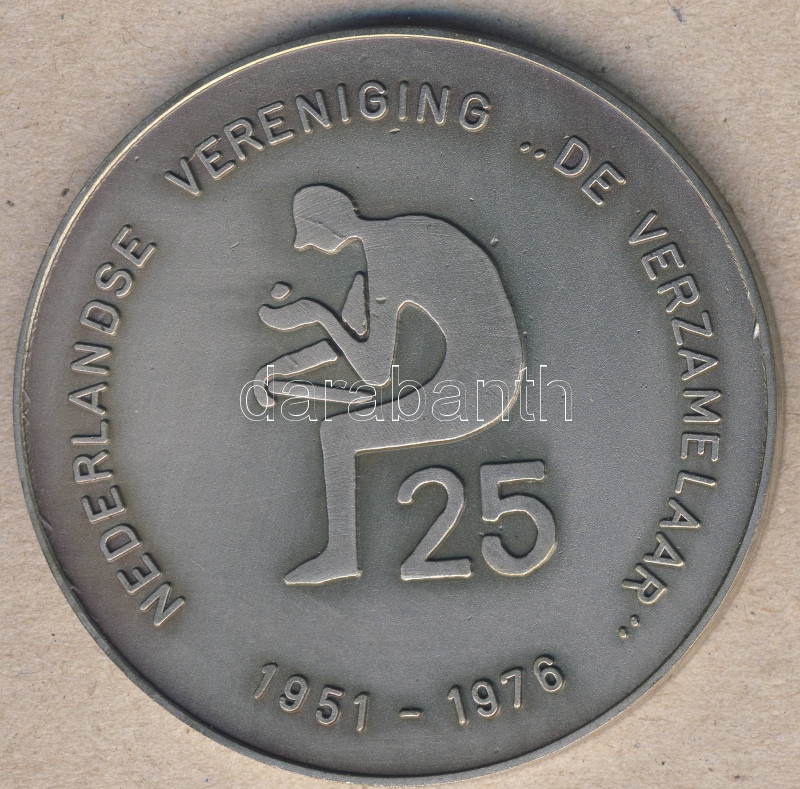 NEDERLANDSE VERENIGING „DE VERZAMELAAR”
25
1951 - 1976
darabanth